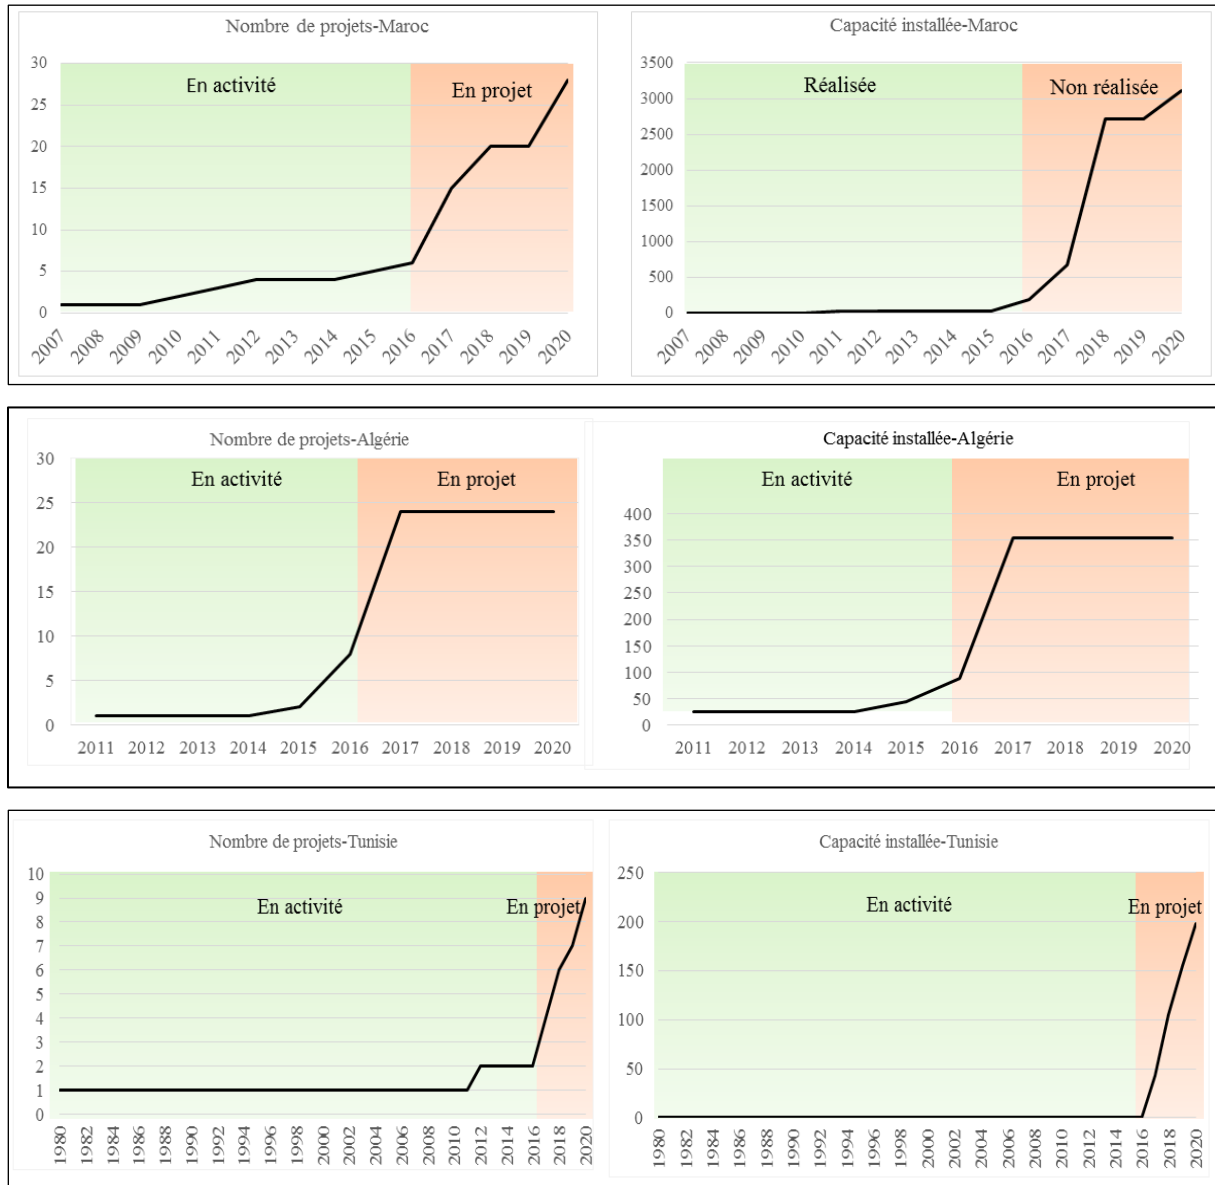 Nombre de projets-Maroc
30
25
20
15
10
5
0
En activité
En projet
2007 2008 2009 2010 2011 2012 2013 2014 2015 2016 2017 2018 2019 2020
Capacité installée-Maroc
3500
3000
2500
2000
1500
1000
500
0
Réalisée
Non réalisée
2007 2008 2009 2010 2011 2012 2013 2014 2015 2016 2017 2018 2019 2020
Nombre de projets-Algérie
30
25
20
15
10
5
0
En activité
En projet
2011 2012 2013 2014 2015 2016 2017 2018 2019 2020
Capacité installée-Algérie
En activité
En projet
400
350
300
250
200
150
100
50
0
2011 2012 2013 2014 2015 2016 2017 2018 2019 2020
Nombre de projets-Tunisie
10
9
8
7
6
5
4
3
2
1
0
En activité
En projet
1980 1982 1984 1986 1988 1990 1992 1994 1996 1998 2000 2002 2004 2006 2008 2010 2012 2014 2016 2018 2020
Capacité installée-Tunisie
250
200
150
100
50
0
En activité
En projet
1980 1982 1984 1986 1988 1990 1992 1994 1996 1998 2000 2002 2004 2006 2008 2010 2012 2014 2016 2018 2020